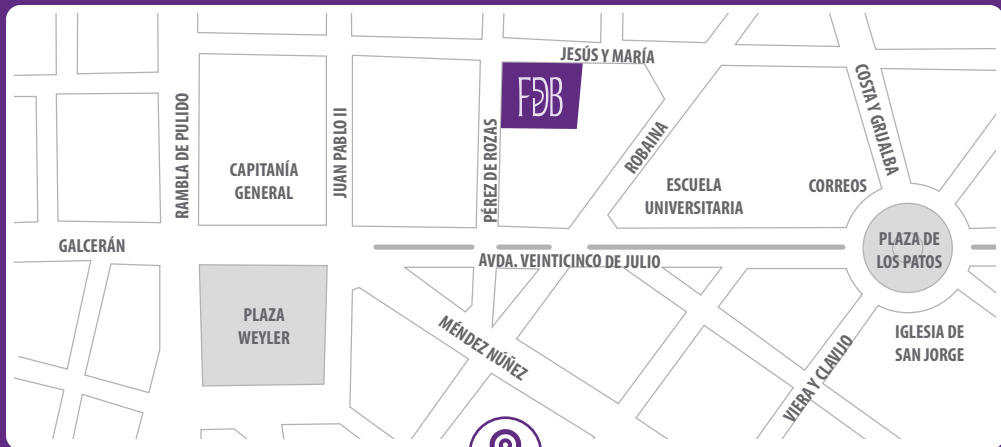 JESÚS Y MARÍA
FDB
COSTA Y GRIJALBA
RAMBLA DE PULIDO
JUAN PABLO II
PÉREZ DE ROZAS
ROBAINA
CAPITANÍA
GENERAL
ESCUELA
UNIVERSITARIA
CORREOS
GALCERÁN
PLAZA DE
LOS PATOS
AVDA. VEINTICINCO DE JULIO
PLAZA
WEYLER
MÉNDEZ NÚÑEZ
IGLESIA DE
SAN JORGE
VIERA Y CLAVIJO